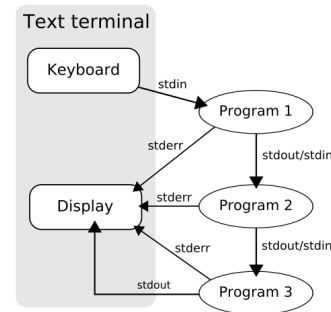 Text terminal
Keyboard
stdin
Program 1
stderr
stdout/stdin
Display
stderr
Program 2
stdout/stdin
stderr
stdout
Program 3